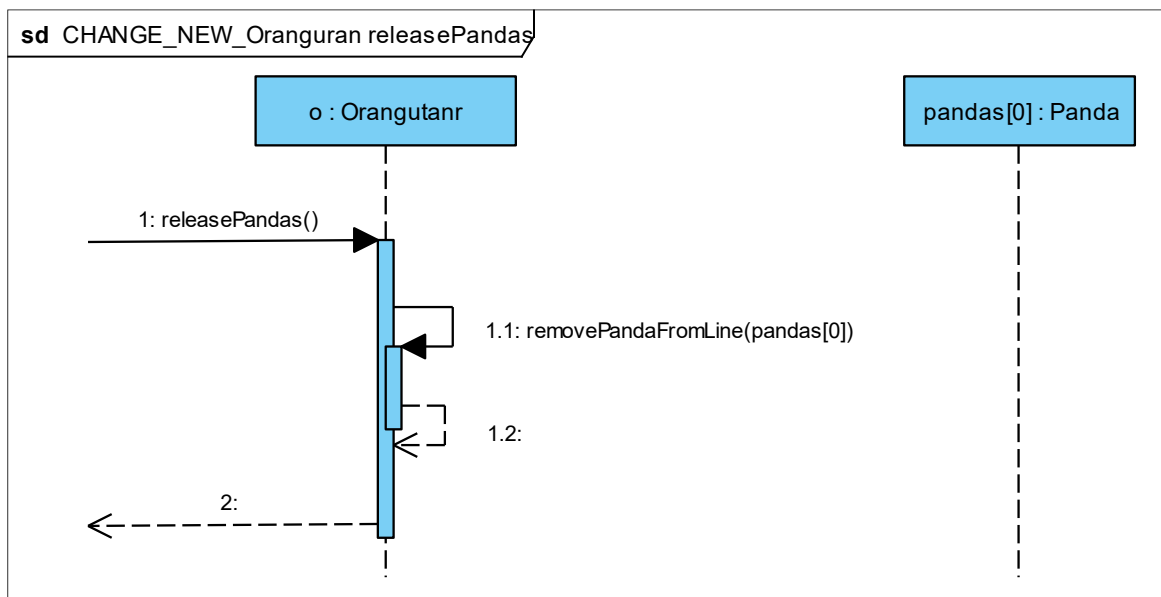 sd CHANGE_NEW_Oranguran releasePandas
o : Orangutanr
pandas[0] : Panda
1: releasePandas()
1.1: removePandaFromLine(pandas[0])
1.2:
2: